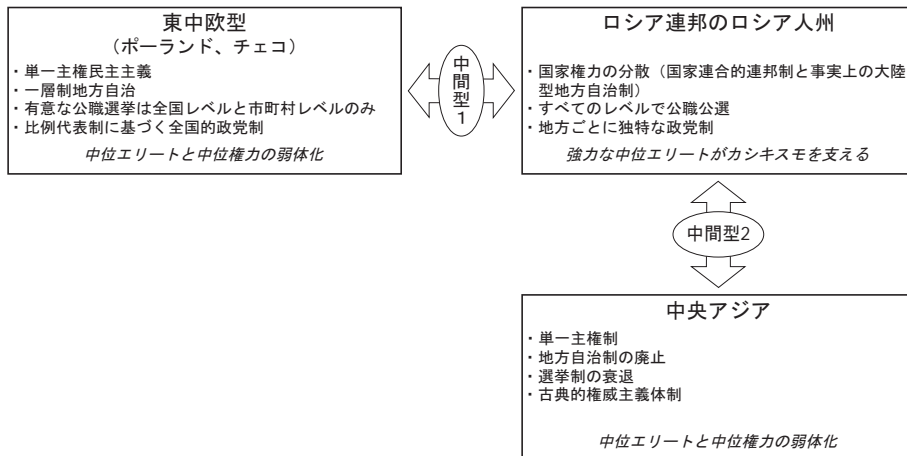 東中欧型
(ポーランド、チェコ)
・単一主権民主主義
・一層制地方自治
・有意な公職選挙は全国レベルと市町村レベルのみ
・比例代表制に基づく全国的政党制
中位エリートと中位権力の弱体化
中間型1
ロシア連邦のロシア人州
・国家権力の分散（国家連合的連邦制と事実上の大陸
型地方自治制）
・すべてのレベルで公職公選
・地方ごとに独特な政党制
強力な中位エリートがカシキスモを支える
中間型2
中央アジア
・単一主権制
・地方自治制の廃止
・選挙制の衰退
・古典的権威主義体制
中位エリートと中位権力の弱体化